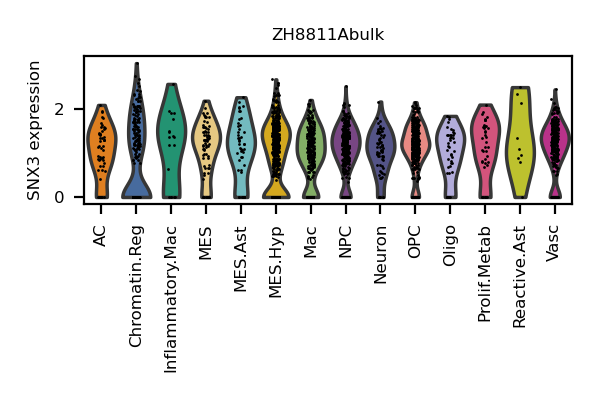 ZH8811Abulk
SNX3 expression
2
0
AC
Chromatin.Reg
Inflammatory.Mac
MES
MES.Ast
MES.Hyp
Mac
NPC
Neuron
OPC
Oligo
Prolif.Metab
Reactive.Ast
Vasc